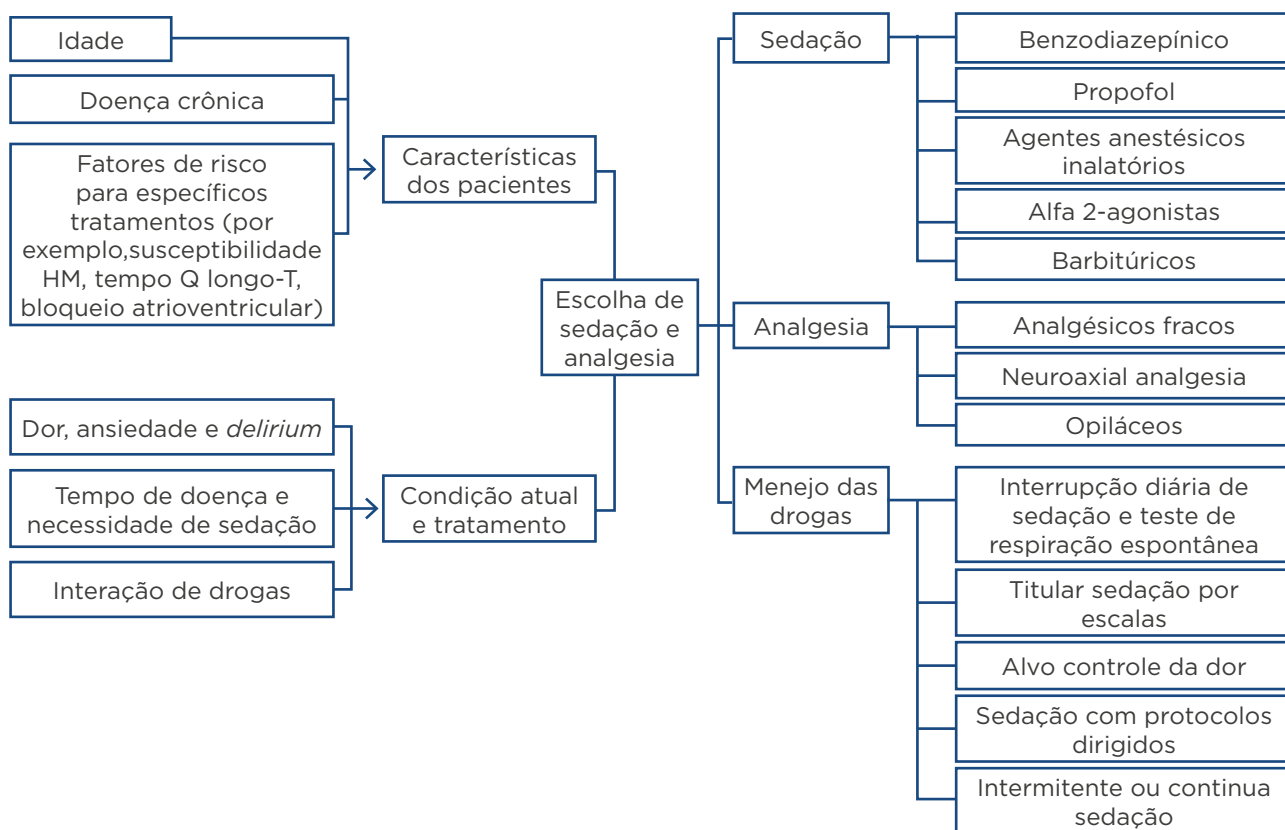 Idade
Doença crônica
Fatores de risco
para específicos
tratamentos (por
exemplo,susceptibilidade
HM, tempo Q longo-T,
bloqueio atrioventricular)
Características
dos pacientes
Dor, ansiedade e delirium
Tempo de doença e
necessidade de sedação
Interação de drogas
Condição atual
e tratamento
Escolha de
sedação e
analgesia
Sedação
Benzodiazepínico
Propofol
Agentes anestésicos
inalatórios
Alfa 2-agonistas
Barbitúricos
Analgesia
Analgésicos fracos
Neuroaxial analgesia
Opiláceos
Menejo das
drogas
Interrupção diária de
sedação e teste de
respiração espontânea
Titular sedação por
escalas
Alvo controle da dor
Sedação com protocolos
dirigidos
Intermitente ou continua
sedação